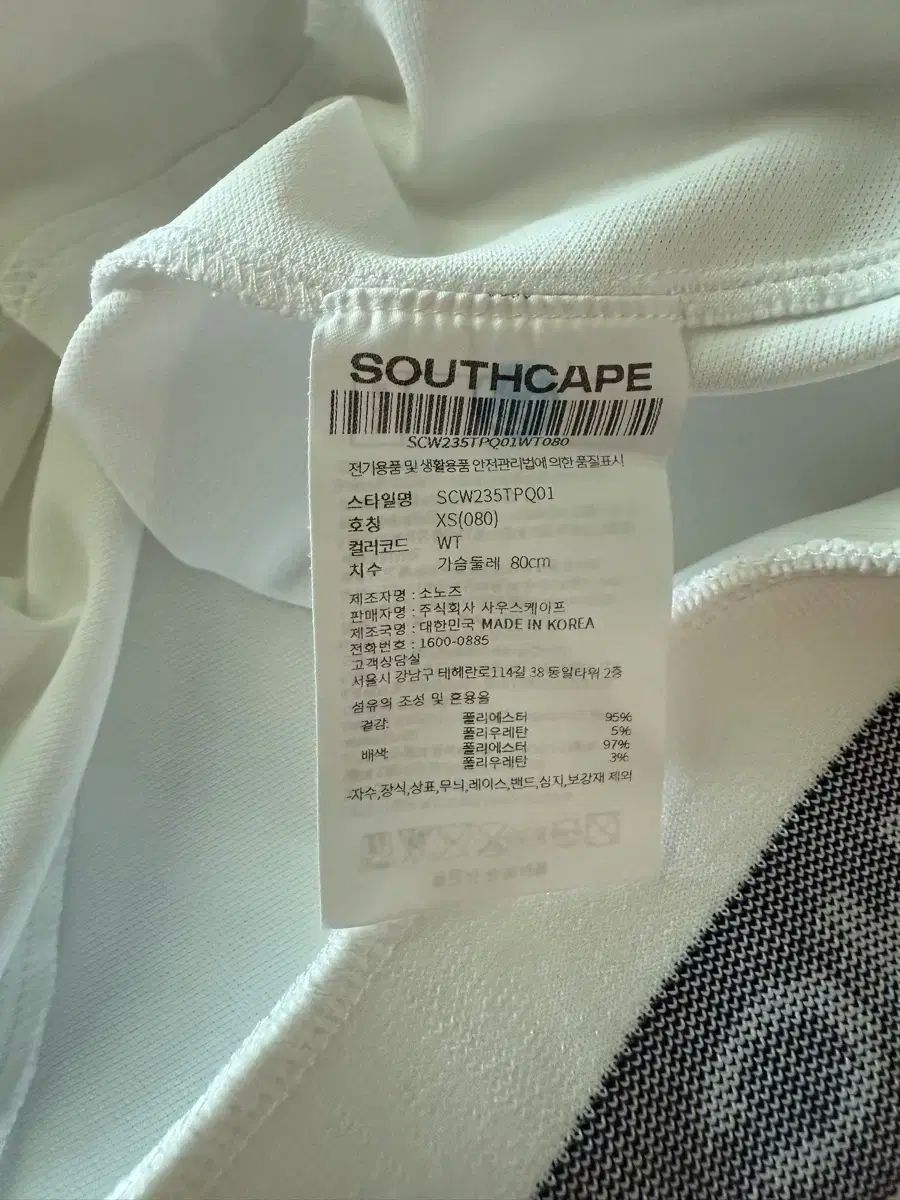 SOUTHCAPE
SCW235TPQ01WT080
전기용품 및 생활용품 안전관리법에 의한 품질표시
스타일명 SCW235TPQ01
호칭 XS(080)
컬러코드 WT
치수 가슴둘레 80cm
제조자명 : 소노즈
판매자명 : 주식회사 사우스케이프
제조국명 : 대한민국 MADE IN KOREA
전화번호 : 1600-0885
고객상담실
서울시 강남구 테헤란로114길 38 동일타워 2층
섬유의 조성 및 혼용율
겉감: 폴리에스터 95%
폴리우레탄 5%
배색: 폴리에스터 97%
폴리우레탄 3%
-자수,장식,상표,무늬,레이스,밴드,심지,보강재 제외